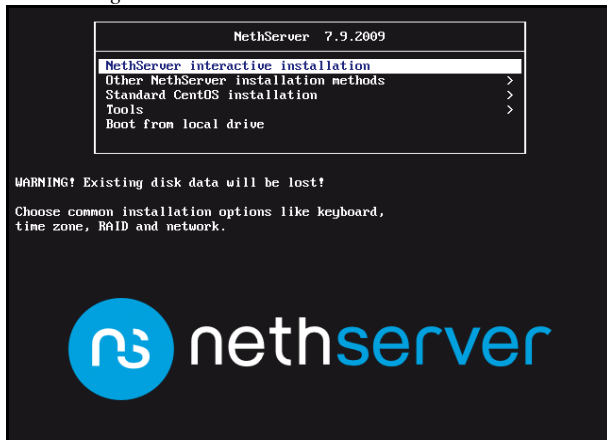 NethServer 7.9.2009
NethServer interactive installation
Other NethServer installation methods >
Standard CentOS installation >
Tools >
Boot from local drive
WARNING! Existing disk data will be lost!
Choose common installation options like keyboard,
time zone, RAID and network.
ns nethserver